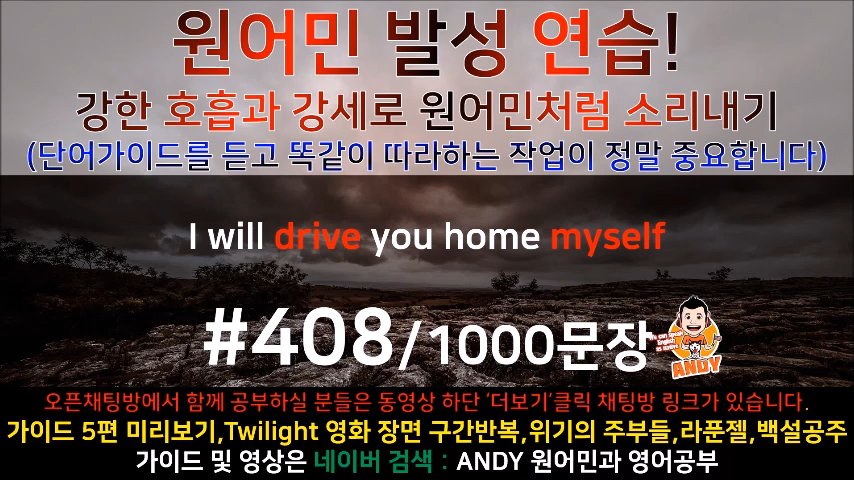 원어민 발성 연습!
강한 호흡과 강세로 원어민처럼 소리내기
(단어가이드를 듣고 똑같이 따라하는 작업이 정말 중요합니다)
I will drive you home myself
#408/1000문장
We can speak
English
as native
ANDY
오픈채팅방에서 함께 공부하실 분들은 동영상 하단 '더보기'클릭 채팅방 링크가 있습니다.
가이드 5편 미리보기,Twilight 영화 장면 구간반복,위기의 주부들,라푼젤,백설공주
가이드 및 영상은 네이버 검색 : ANDY 원어민과 영어공부